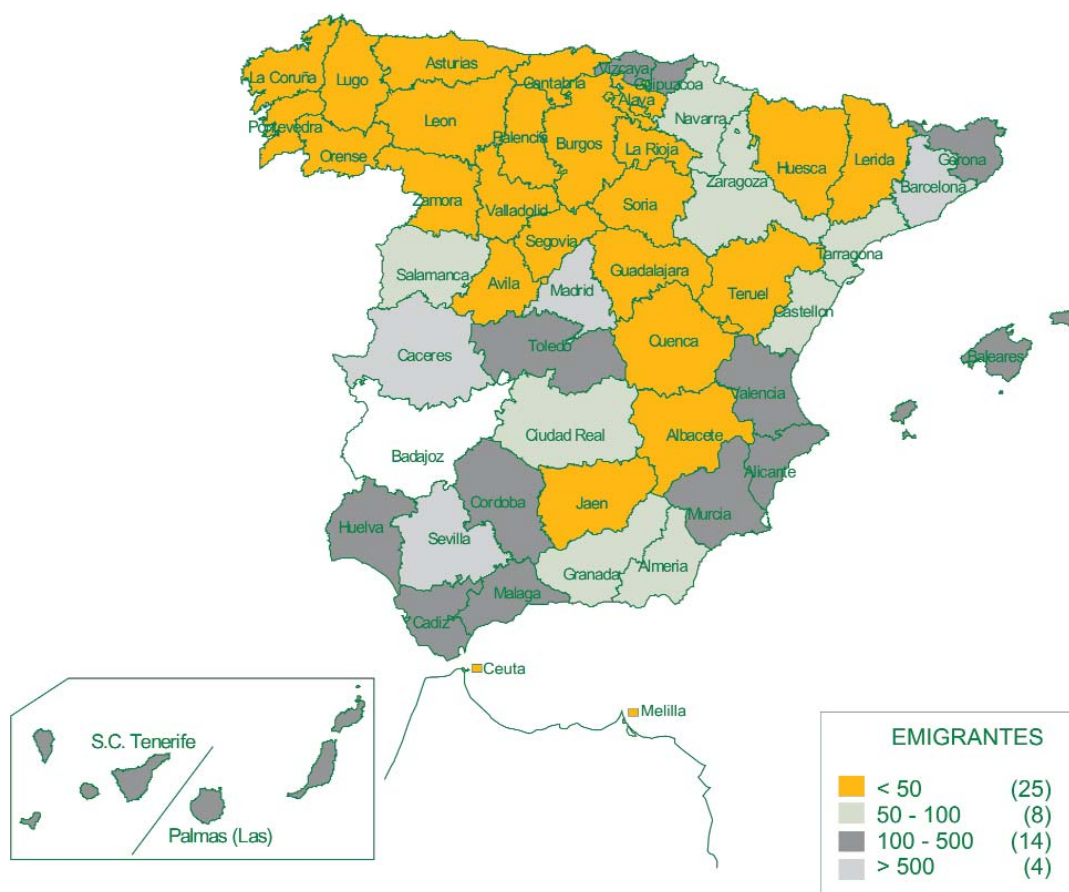 La Coruña
Lugo
Asturias
Cantabria
Vizcaya
Guipuzcoa
Alava
Navarra
Pontevedra
Orense
Leon
Palencia
Burgos
La Rioja
Huesca
Lerida
Gerona
Barcelona
Zaragoza
Zamora
Valladolid
Soria
Segovia
Tarragona
Salamanca
Avila
Madrid
Guadalajara
Teruel
Castellon
Caceres
Toledo
Cuenca
Valencia
Baleares
Badajoz
Ciudad Real
Albacete
Alicante
Huelva
Sevilla
Cordoba
Jaen
Murcia
Granada
Almeria
Malaga
Cadiz
Ceuta
Melilla
S.C. Tenerife
Palmas (Las)
EMIGRANTES
< 50 (25)
50 - 100 (8)
100 - 500 (14)
> 500 (4)